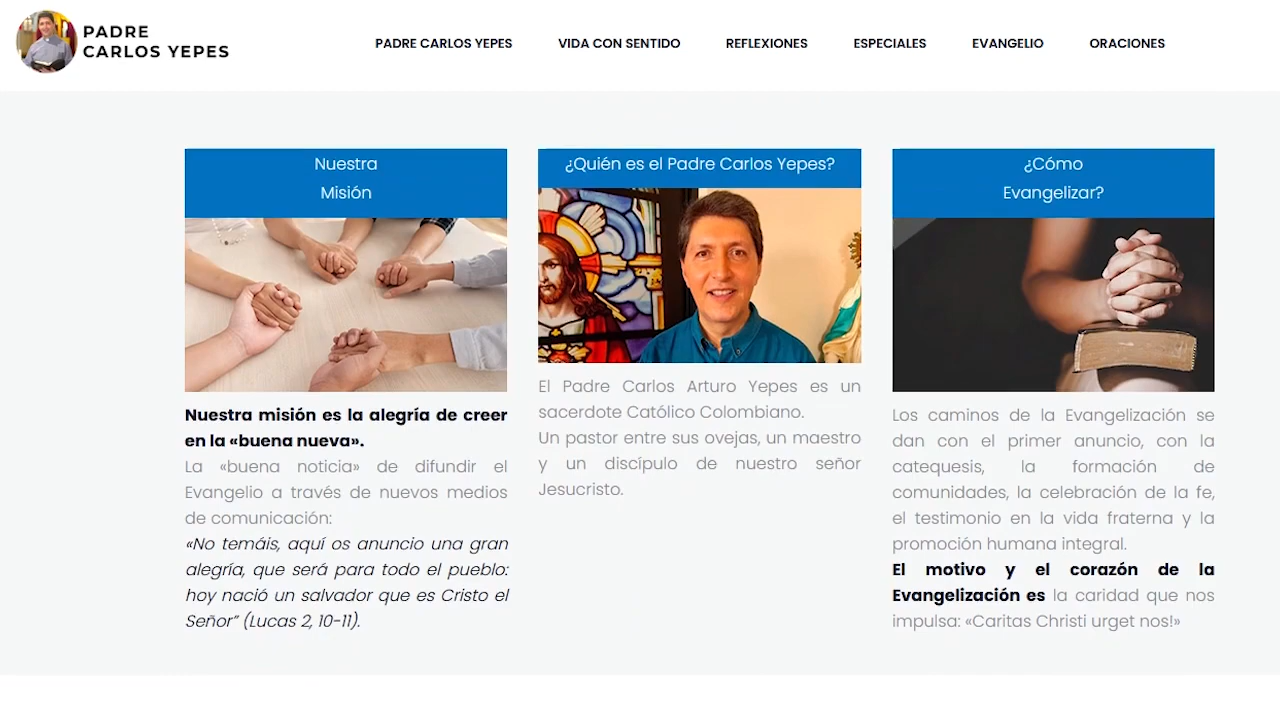 PADRE
CARLOS YEPES
PADRE CARLOS YEPES
VIDA CON SENTIDO
REFLEXIONES
ESPECIALES
EVANGELIO
ORACIONES
Nuestra
Misión
Nuestra misión es la alegría de creer
en la «buena nueva».
La «buena noticia» de difundir el
Evangelio a través de nuevos medios
de comunicación:
«No temáis, aquí os anuncio una gran
alegría, que será para todo el pueblo:
hoy nació un salvador que es Cristo el
Señor” (Lucas 2, 10-11).
¿Quién es el Padre Carlos Yepes?
El Padre Carlos Arturo Yepes es un
sacerdote Católico Colombiano.
Un pastor entre sus ovejas, un maestro
y un discípulo de nuestro señor
Jesucristo.
¿Cómo
Evangelizar?
Los caminos de la Evangelización se
dan con el primer anuncio, con la
catequesis, la formación de
comunidades, la celebración de la fe,
el testimonio en la vida fraterna y la
promoción humana integral.
El motivo y el corazón de la
Evangelización es la caridad que nos
impulsa: «Caritas Christi urget nos!»